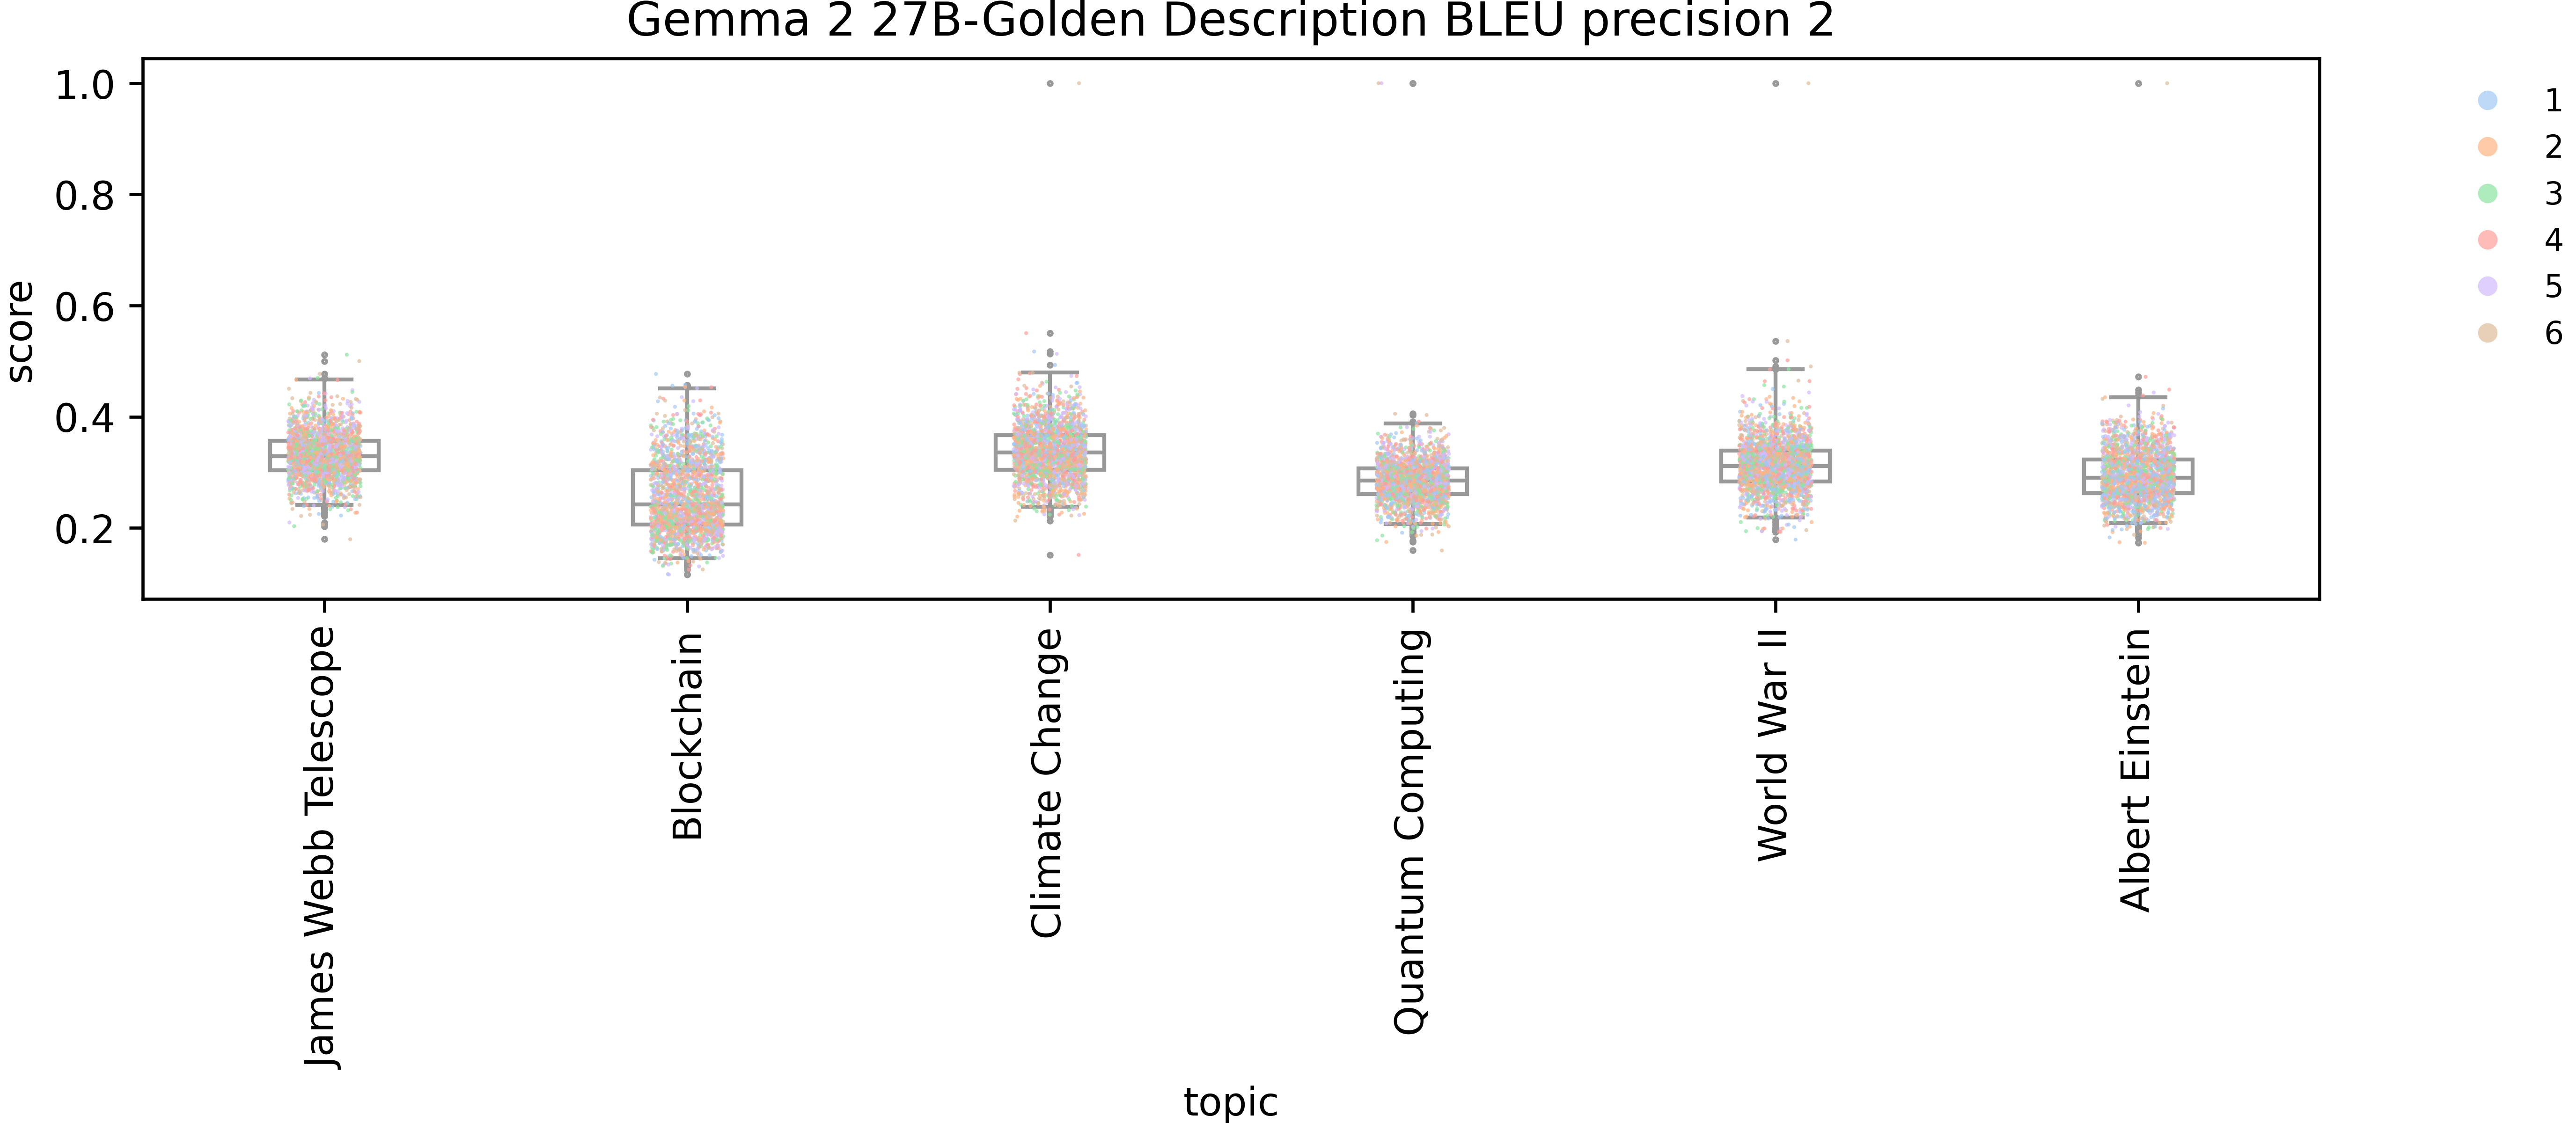 Gemma 2 27B-Golden Description BLEU precision 2
score
1.0
0.8
0.6
0.4
0.2
1
2
3
4
5
6
James Webb Telescope
Blockchain
Climate Change
Quantum Computing
World War II
Albert Einstein
topic